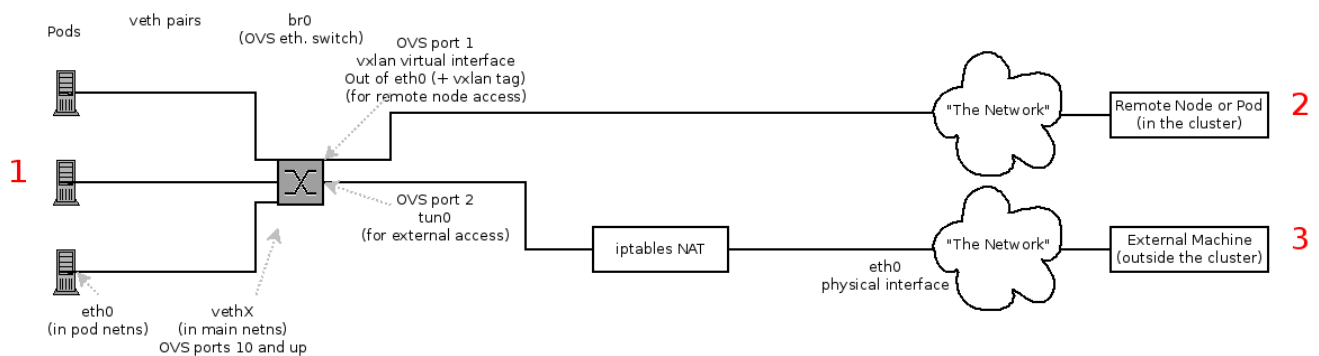 Pods
veth pairs
br0
(OVS eth. switch)
OVS port 1
vxlan virtual interface
Out of eth0 (+ vxlan tag)
(for remote node access)
"The Network"
Remote Node or Pod
(in the cluster)
2
1
OVS port 2
tun0
(for external access)
iptables NAT
eth0
physical interface
"The Network"
External Machine
(outside the cluster)
3
eth0
(in pod netns)
vethX
(in main netns)
OVS ports 10 and up